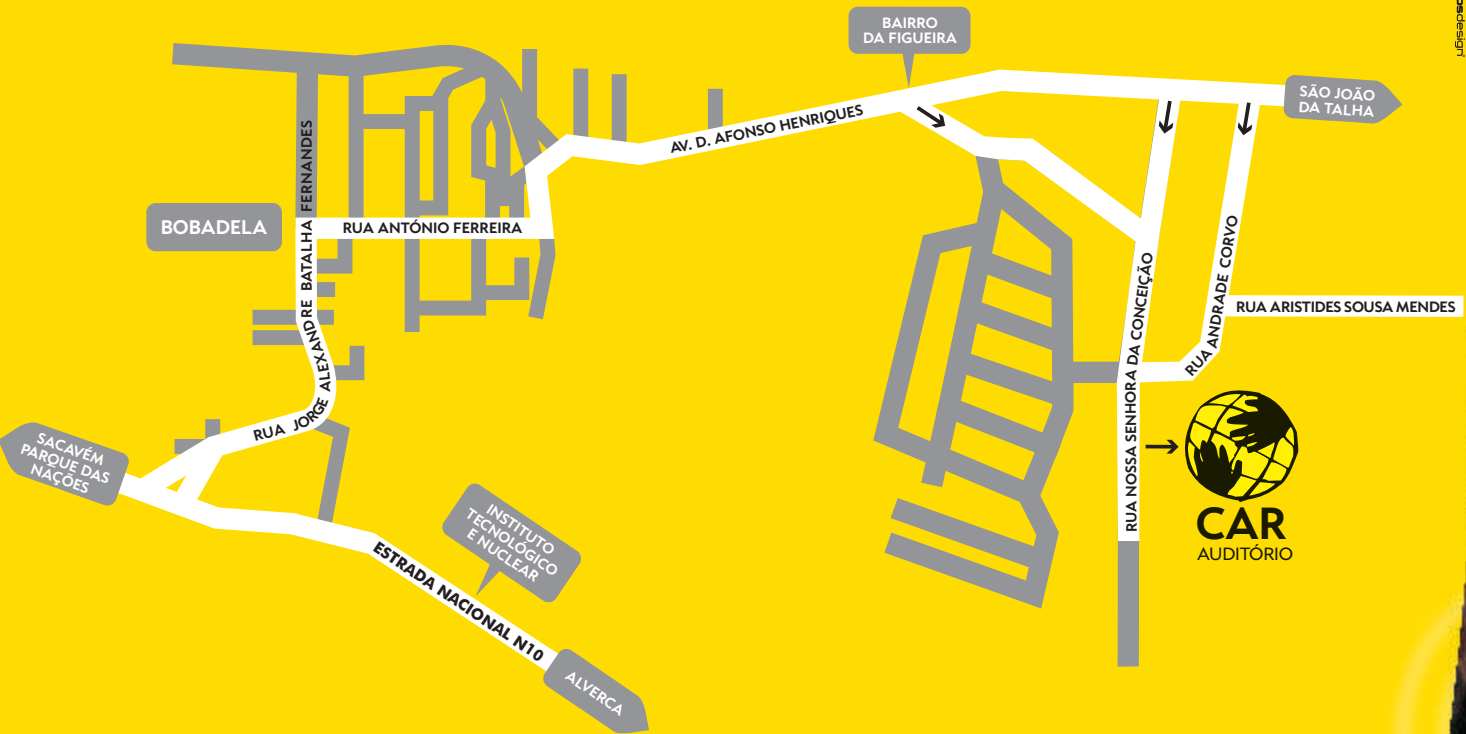 BAIRRO
DA FIGUEIRA
SÃO JOÃO
DA TALHA
AV. D. AFONSO HENRIQUES
BOBADELA
RUA ANTÓNIO FERREIRA
RUA JORGE ALEXANDRE BATALHA FERNANDES
RUA NOSSA SENHORA DA CONCEIÇÃO
RUA ANDRADE CORVO
RUA ARISTIDES SOUSA MENDES
SACAVÉM
PARQUE DAS
NAÇÕES
INSTITUTO
TECNOLÓGICO
E NUCLEAR
ESTRADA NACIONAL N10
ALVERCA
CAR
AUDITÓRIO